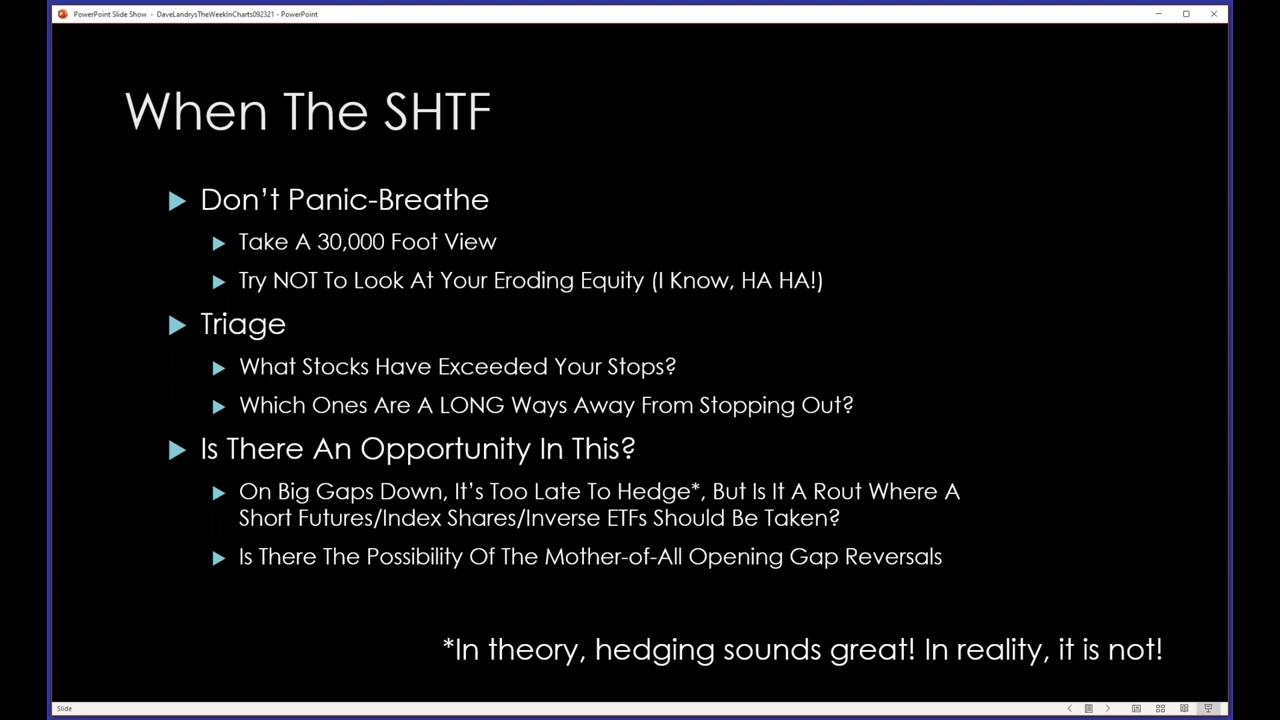 PowerPoint Slide Show - DaveLandrysTheWeekInCharts092321 - PowerPoint
When The SHTF
Don't Panic-Breathe
Take A 30,000 Foot View
Try NOT To Look At Your Eroding Equity (I Know, HA HA!)
Triage
What Stocks Have Exceeded Your Stops?
Which Ones Are A LONG Ways Away From Stopping Out?
Is There An Opportunity In This?
On Big Gaps Down, It's Too Late To Hedge*, But Is It A Rout Where A
Short Futures/Index Shares/Inverse ETFs Should Be Taken?
Is There The Possibility Of The Mother-of-All Opening Gap Reversals
*In theory, hedging sounds great! In reality, it is not!
Slide